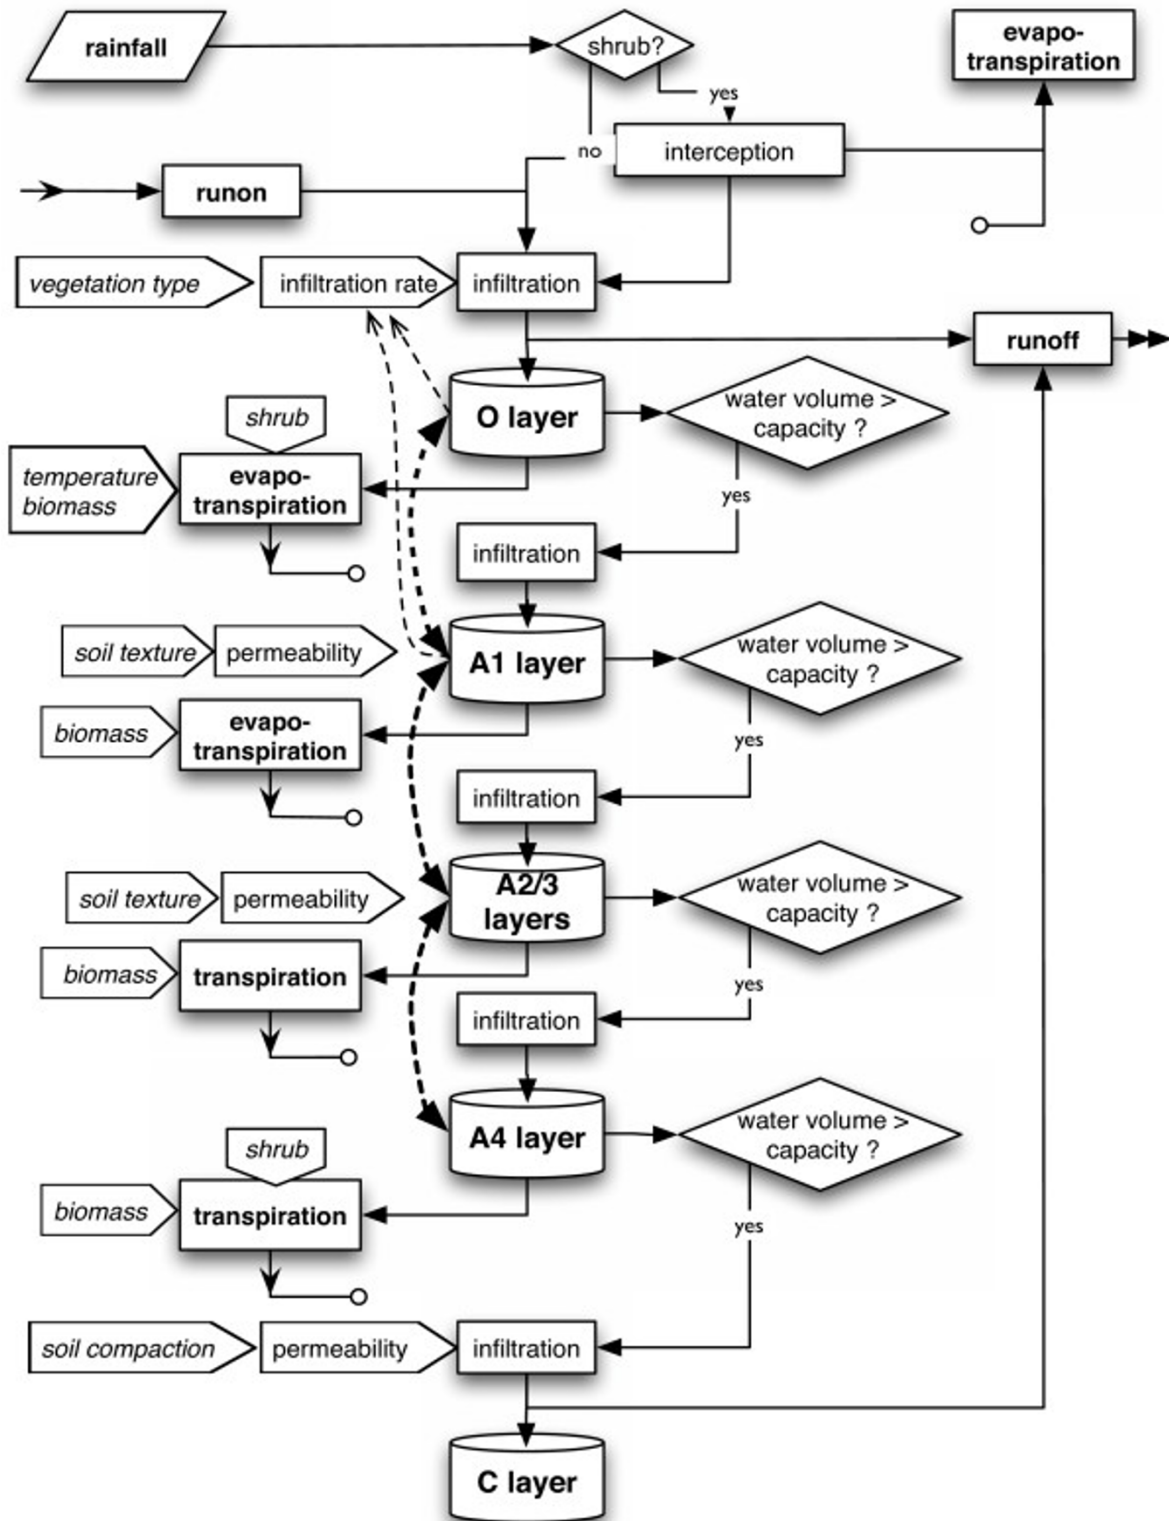 rainfall
shrub?
evapo-
transpiration
yes
no
interception
runon
vegetation type
infiltration rate
infiltration
runoff
O layer
water volume >
capacity ?
shrub
temperature
biomass
evapo-
transpiration
yes
infiltration
soil texture
permeability
A1 layer
water volume >
capacity ?
biomass
evapo-
transpiration
yes
infiltration
soil texture
permeability
A2/3
layers
water volume >
capacity ?
biomass
transpiration
yes
infiltration
A4 layer
water volume >
capacity ?
shrub
biomass
transpiration
yes
soil compaction
permeability
infiltration
C layer